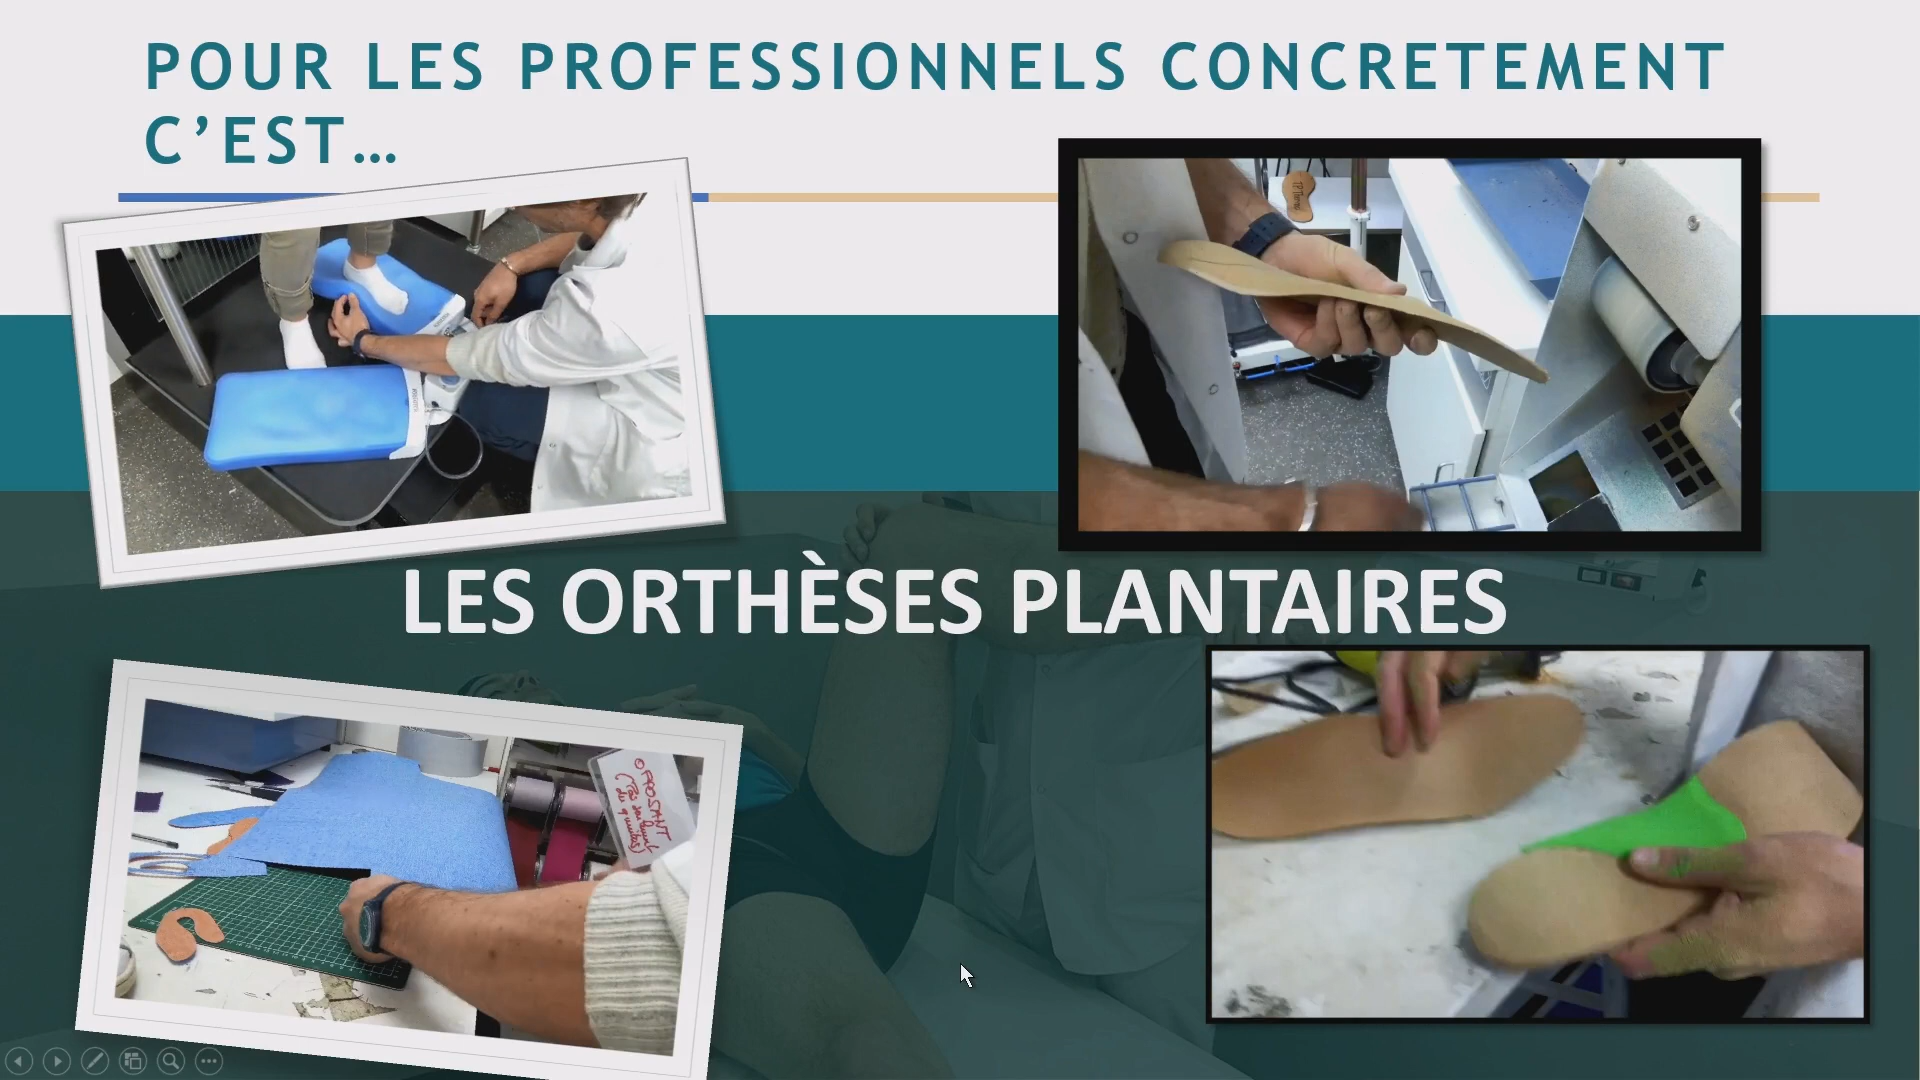 POUR LES PROFESSIONNELS CONCRETEMENT
C’EST…
LES ORTHÈSES PLANTAIRES